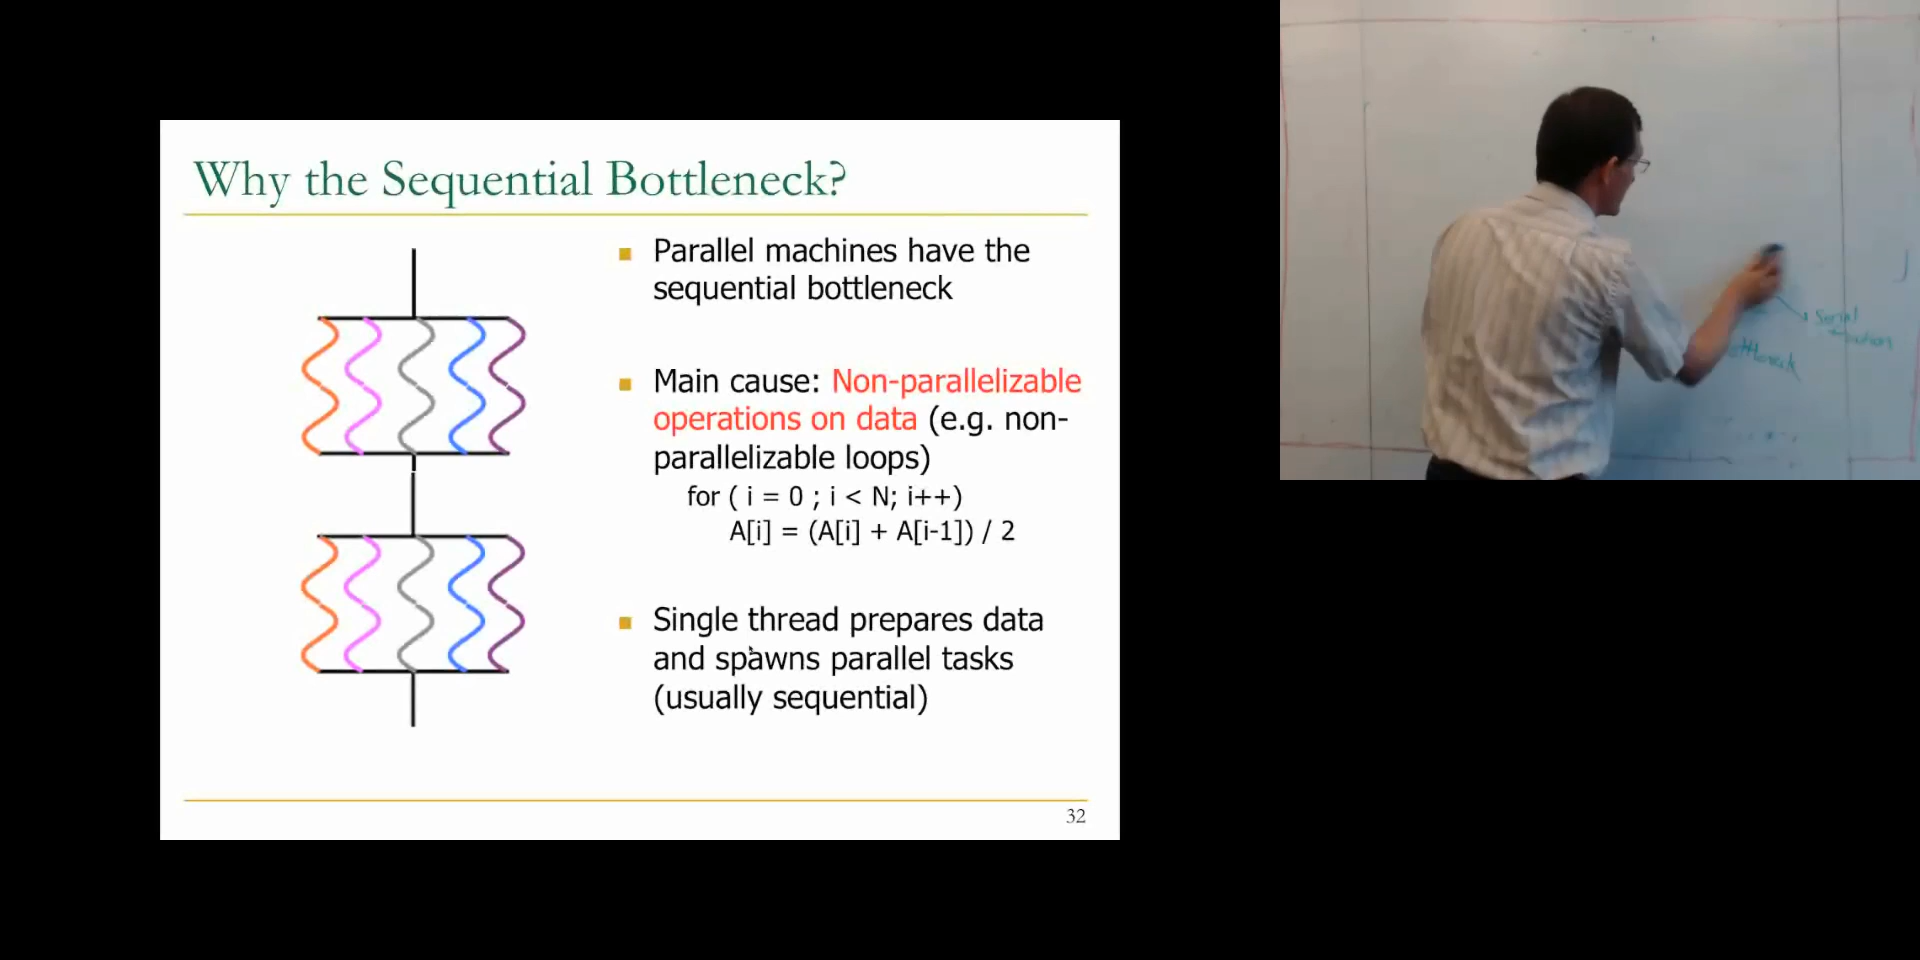 Why the Sequential Bottleneck?
Parallel machines have the
sequential bottleneck
Main cause: Non-parallelizable
operations on data (e.g. non-
parallelizable loops)
for ( i = 0 ; i < N; i++)
A[i] = (A[i] + A[i-1]) / 2
Single thread prepares data
and spawns parallel tasks
(usually sequential)
32
Serial